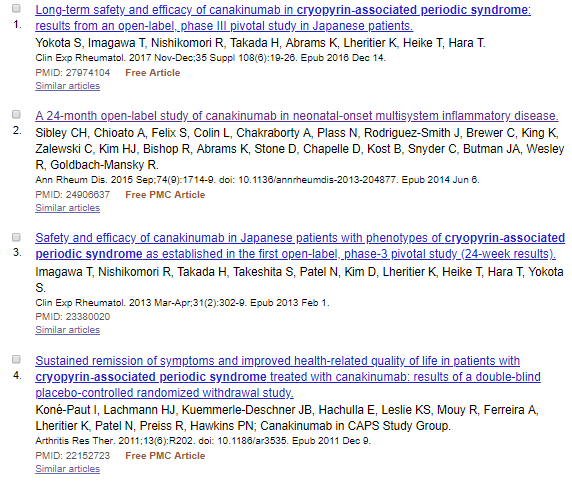 Long-term safety and efficacy of canakinumab in cryopyrin-associated periodic syndrome:
1. results from an open-label, phase III pivotal study in Japanese patients.
Yokota S, Imagawa T, Nishikomori R, Takada H, Abrams K, Lheritier K, Heike T, Hara T.
Clin Exp Rheumatol. 2017 Nov-Dec;35 Suppl 108(6):19-26. Epub 2016 Dec 14.
PMID: 27974104 Free Article
Similar articles
A 24-month open-label study of canakinumab in neonatal-onset multisystem inflammatory disease.
2. Sibley CH, Chioato A, Felix S, Colin L, Chakraborty A, Plass N, Rodriguez-Smith J, Brewer C, King K,
Zalewski C, Kim HJ, Bishop R, Abrams K, Stone D, Chapelle D, Kost B, Snyder C, Butman JA, Wesley
R, Goldbach-Mansky R.
Ann Rheum Dis. 2015 Sep;74(9):1714-9. doi: 10.1136/annrheumdis-2013-204877. Epub 2014 Jun 6.
PMID: 24906637 Free PMC Article
Similar articles
Safety and efficacy of canakinumab in Japanese patients with phenotypes of cryopyrin-associated
3. periodic syndrome as established in the first open-label, phase-3 pivotal study (24-week results).
Imagawa T, Nishikomori R, Takada H, Takeshita S, Patel N, Kim D, Lheritier K, Heike T, Hara T, Yokota
S.
Clin Exp Rheumatol. 2013 Mar-Apr;31(2):302-9. Epub 2013 Feb 1.
PMID: 23380020
Similar articles
Sustained remission of symptoms and improved health-related quality of life in patients with
4. cryopyrin-associated periodic syndrome treated with canakinumab: results of a double-blind
placebo-controlled randomized withdrawal study.
Koné-Paut I, Lachmann HJ, Kuemmerle-Deschner JB, Hachulla E, Leslie KS, Mouy R, Ferreira A,
Lheritier K, Patel N, Preiss R, Hawkins PN; Canakinumab in CAPS Study Group.
Arthritis Res Ther. 2011;13(6):R202. doi: 10.1186/ar3535. Epub 2011 Dec 9.
PMID: 22152723 Free PMC Article
Similar articles